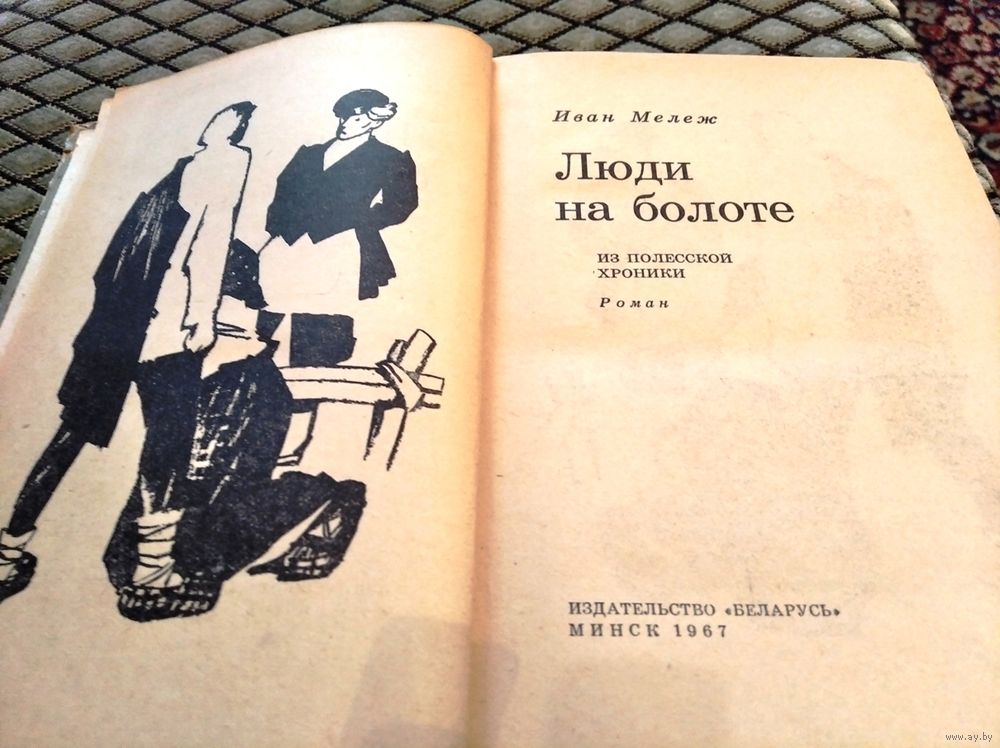 Иван Мележ
Люди
на болоте
ИЗ ПОЛЕССКОЙ
ХРОНИКИ
Роман
ИЗДАТЕЛЬСТВО «БЕЛАРУСЬ»
МИНСК 1967
www.ay.by